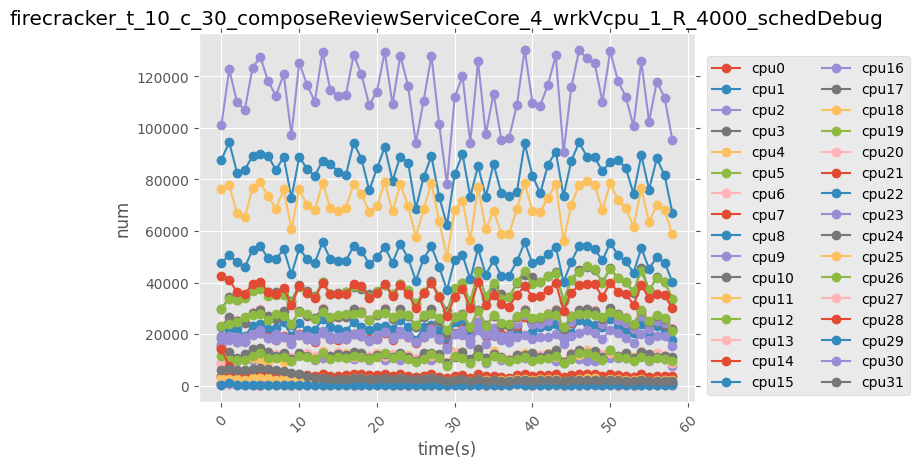 firecracker_t_10_c_30_composeReviewServiceCore_4_wrkVcpu_1_R_4000_schedDebug
120000
100000
80000
60000
40000
20000
0
num
0
10
20
30
40
50
60
time(s)
cpu0
cpu1
cpu2
cpu3
cpu4
cpu5
cpu6
cpu7
cpu8
cpu9
cpu10
cpu11
cpu12
cpu13
cpu14
cpu15
cpu16
cpu17
cpu18
cpu19
cpu20
cpu21
cpu22
cpu23
cpu24
cpu25
cpu26
cpu27
cpu28
cpu29
cpu30
cpu31